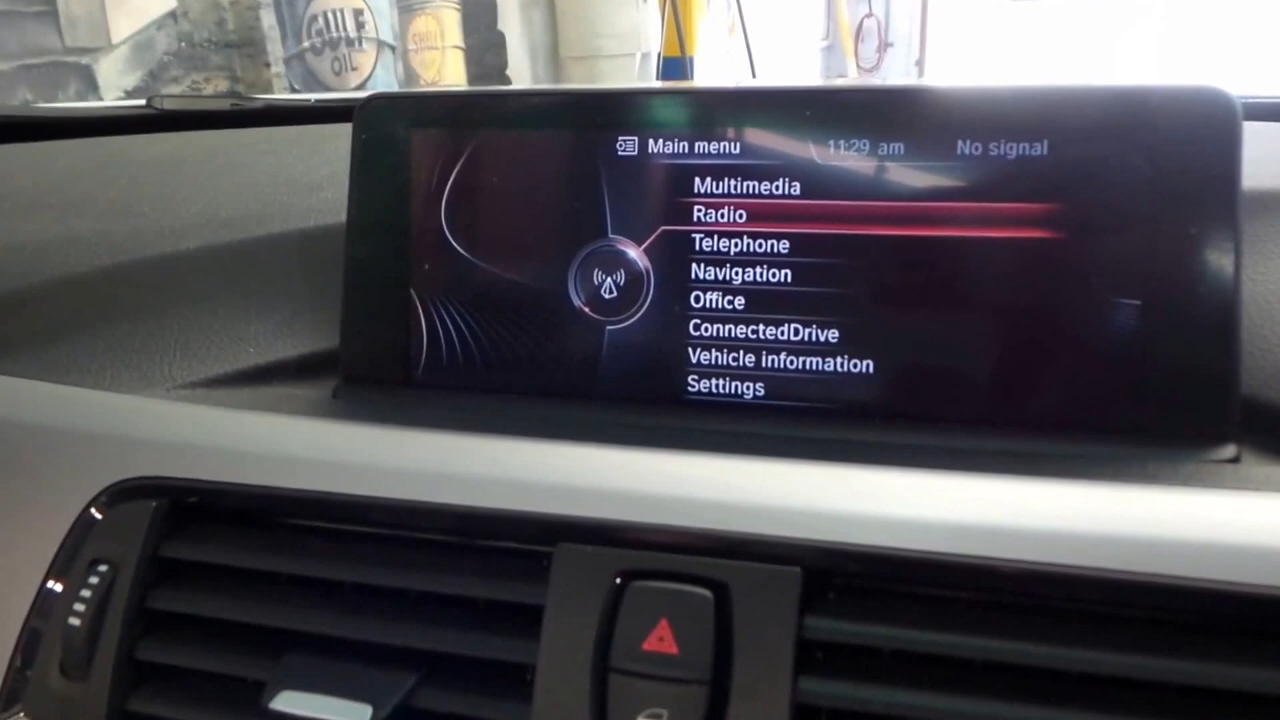 GULF
OIL
SHELL
Main menu
11:29 am
No signal
Multimedia
Radio
Telephone
Navigation
Office
ConnectedDrive
Vehicle information
Settings